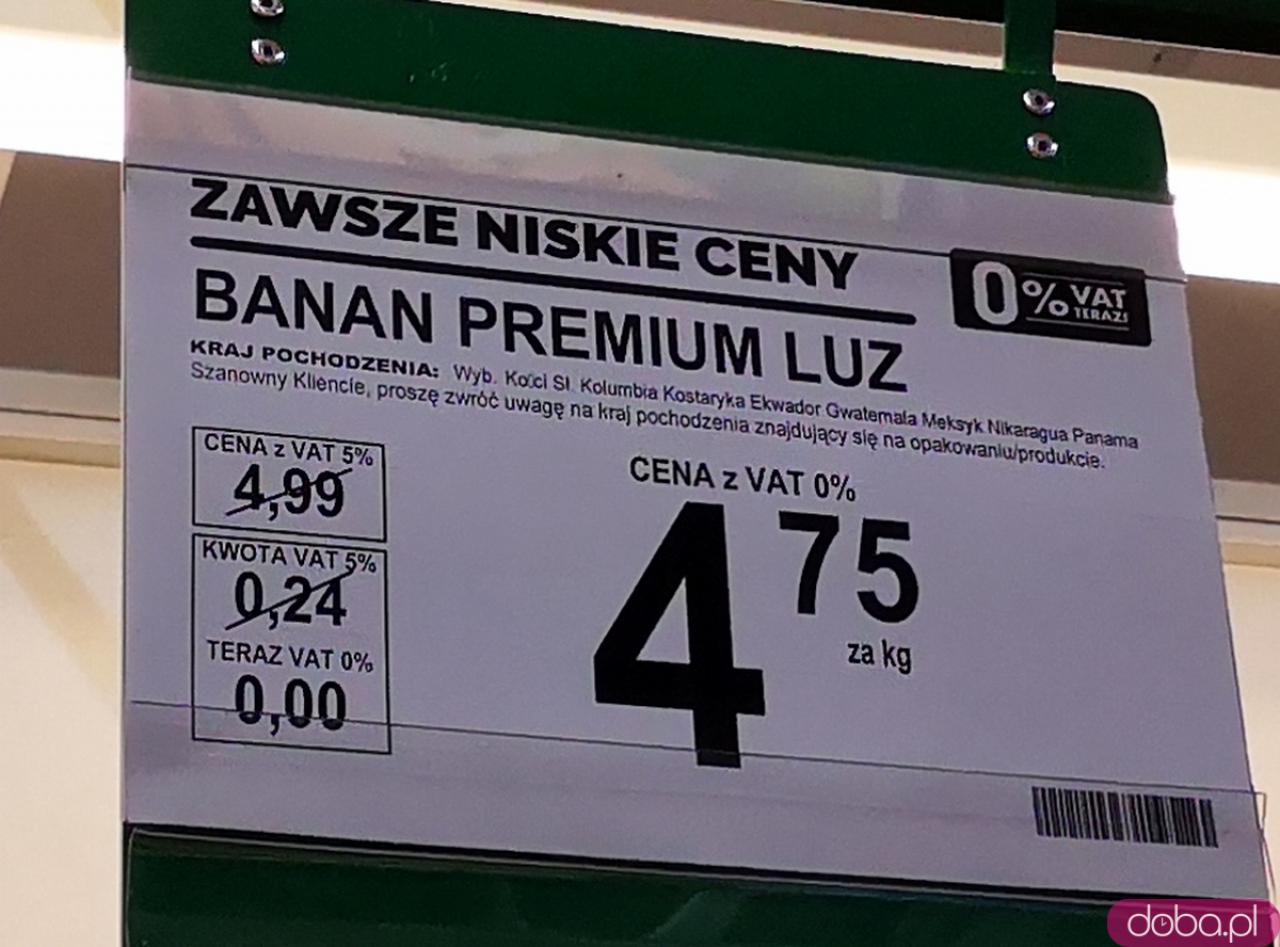 ZAWSZE NISKIE CENY
0% VAT
TERAZ!
BANAN PREMIUM LUZ
KRAJ POCHODZENIA: Wyb. Kości Sł. Kolumbia Kostaryka Ekwador Gwatemala Meksyk Nikaragua Panama
Szanowny Kliencie, proszę zwróć uwagę na kraj pochodzenia znajdujący się na opakowaniu/produkcie.
CENA z VAT 5%
4,99
KWOTA VAT 5%
0,24
TERAZ VAT 0%
0,00
CENA z VAT 0%
4 75
za kg
doba.pl